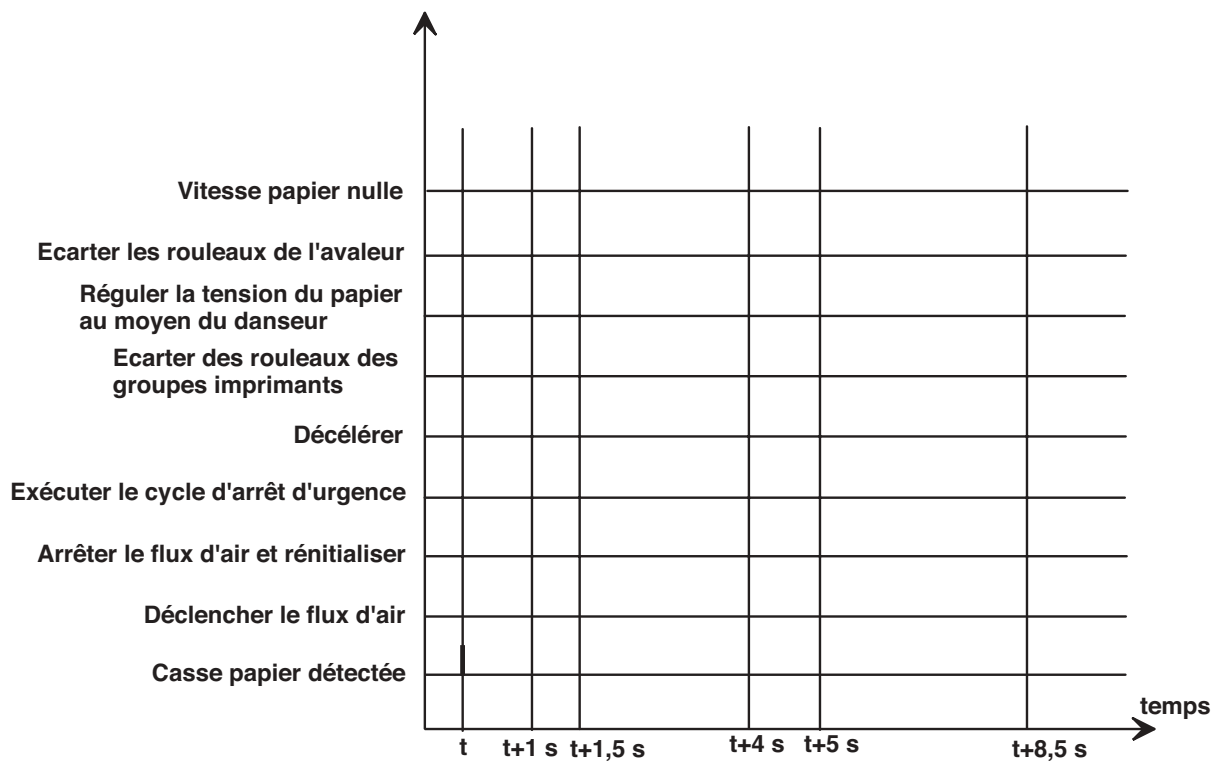 Vitesse papier nulle
Ecarter les rouleaux de l'avaleur
Réguler la tension du papier
au moyen du danseur
Ecarter des rouleaux des
groupes imprimants
Décélérer
Exécuter le cycle d'arrêt d'urgence
Arrêter le flux d'air et rénitialiser
Déclencher le flux d'air
Casse papier détectée
temps
t t+1 s t+1,5 s t+4 s t+5 s t+8,5 s